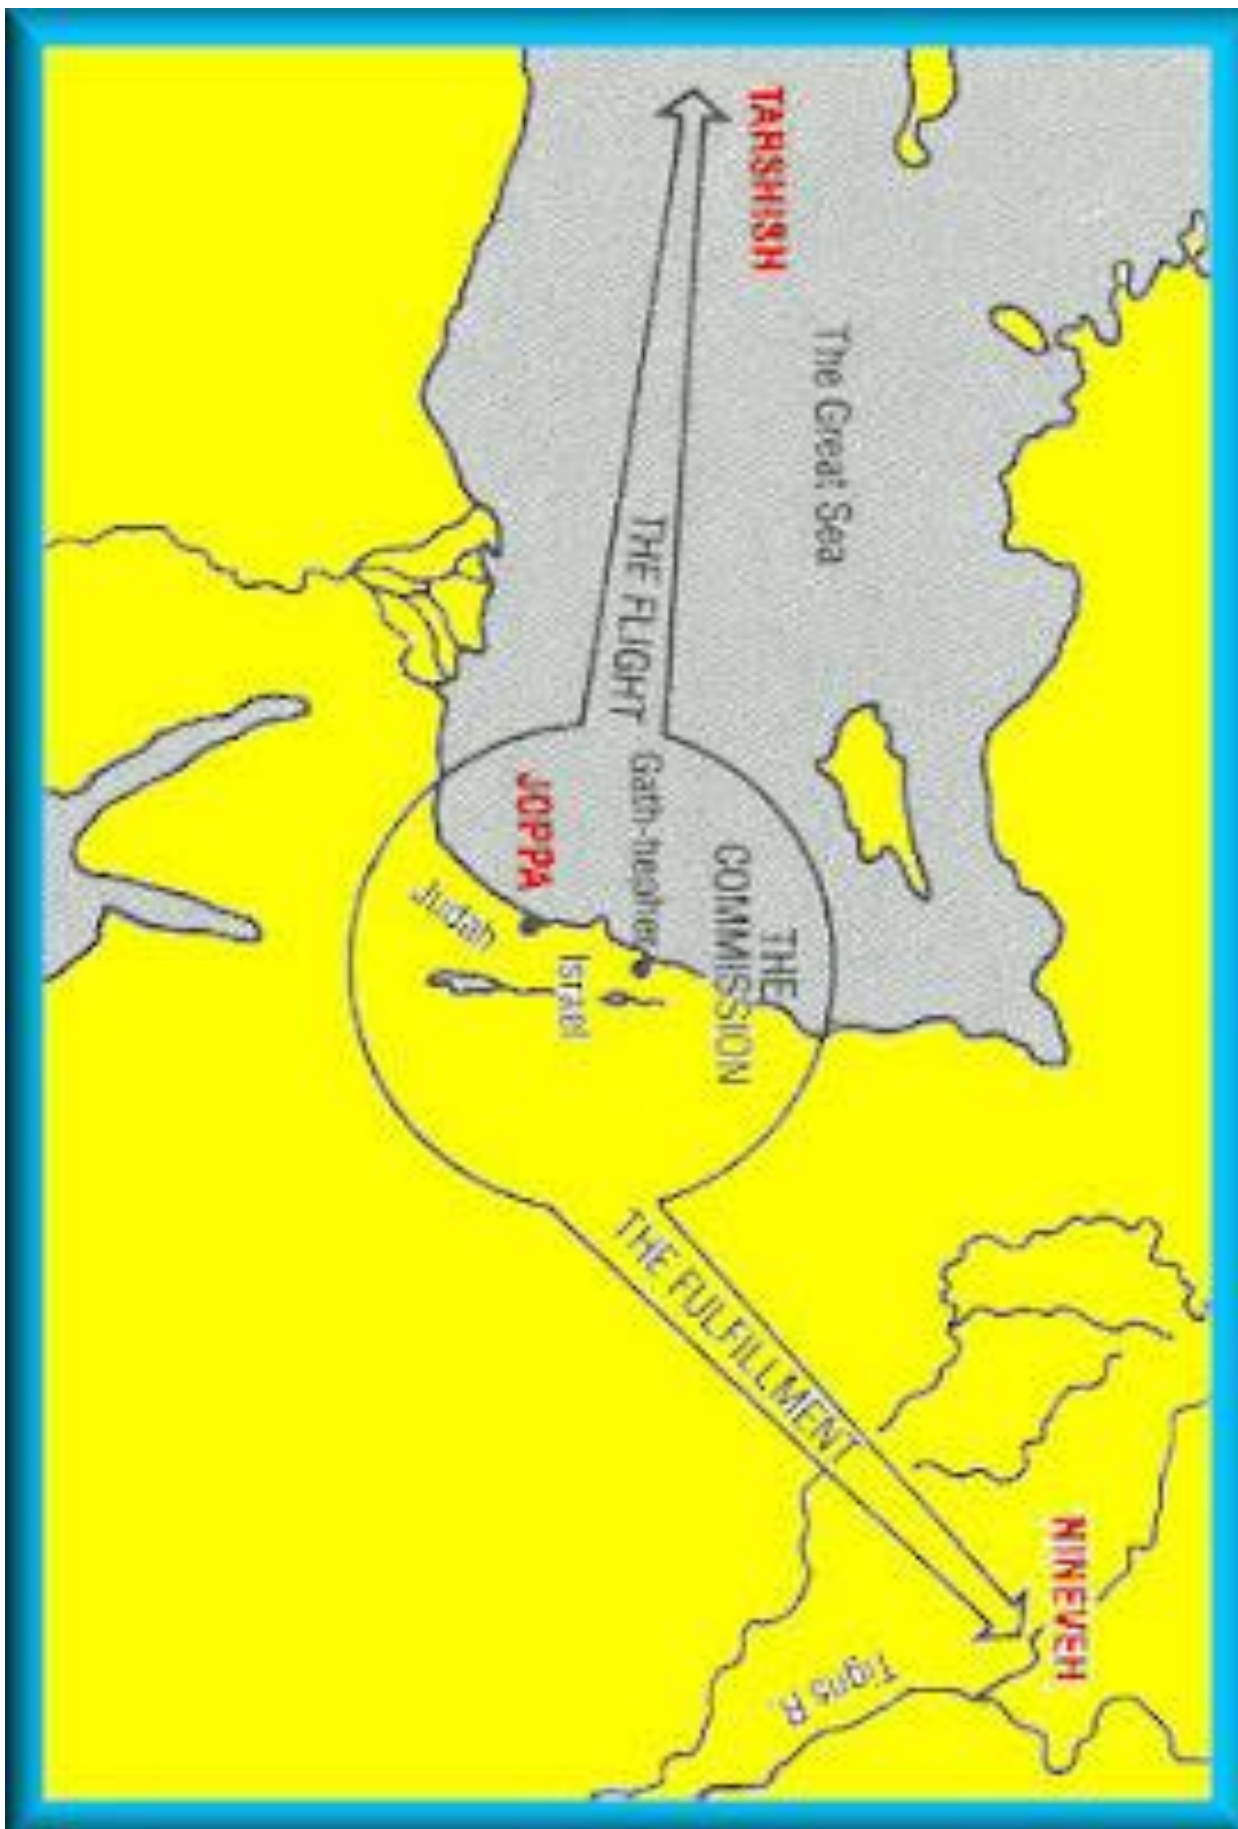 TARSHISH
The Great Sea
THE FLIGHT
THE
COMMISSION
Gath-hepher
JOPPA
Judah
Israel
THE FULFILLMENT
NINEVEH
Tigris R.